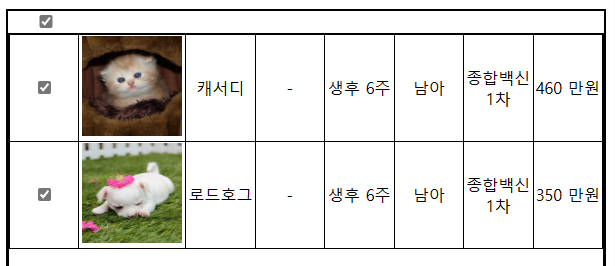 캐서디 - 생후 6주 남아 종합백신 1차 460 만원
로드호그 - 생후 6주 남아 종합백신 1차 350 만원